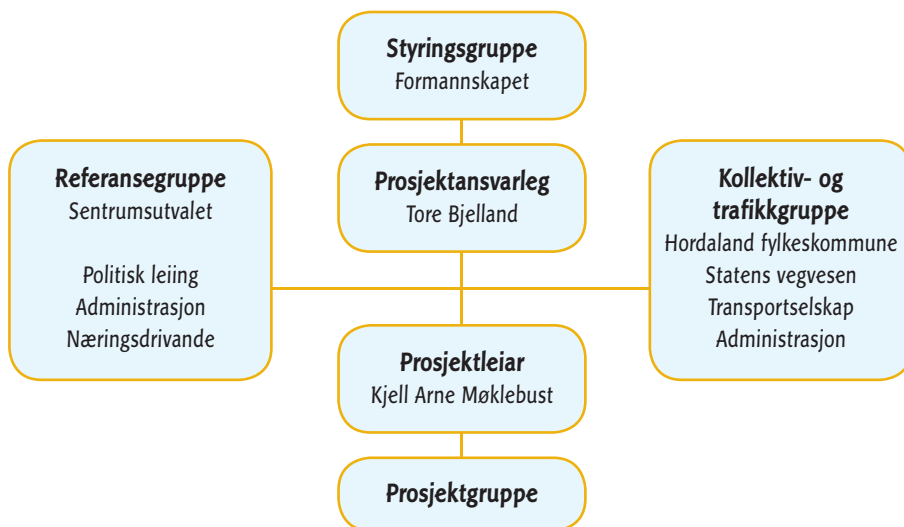 Styringsgruppe
Formannskapet
Referansegruppe
Sentrumsutvalet
Politisk leiing
Administrasjon
Næringsdrivande
Prosjektansvarleg
Tore Bjelland
Kollektiv- og
trafikkgruppe
Hordaland fylkeskommune
Statens vegvesen
Transportselskap
Administrasjon
Prosjektleiar
Kjell Arne Møklebust
Prosjektgruppe